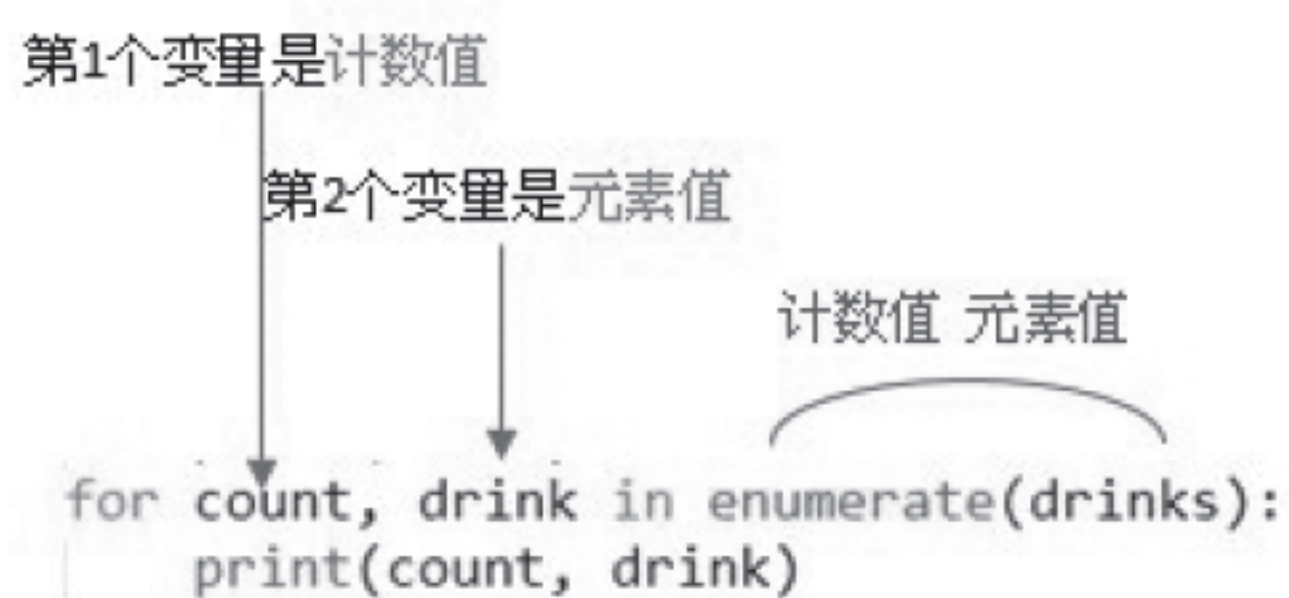 第1个变量是计数值
第2个变量是元素值
计数值 元素值
for count, drink in enumerate(drinks):
    print(count, drink)